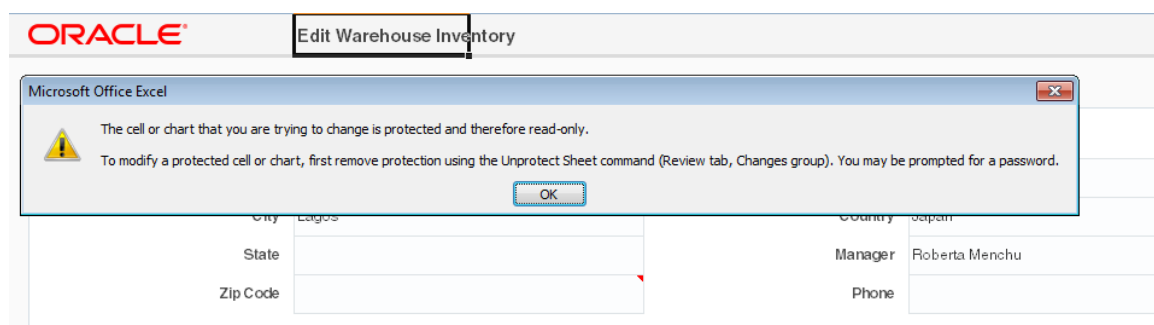 ORACLE®
Edit Warehouse Inventory
Microsoft Office Excel
The cell or chart that you are trying to change is protected and therefore read-only.
To modify a protected cell or chart, first remove protection using the Unprotect Sheet command (Review tab, Changes group). You may be prompted for a password.
OK
City Lagos Country Japan
State Manager Roberta Menchu
Zip Code Phone